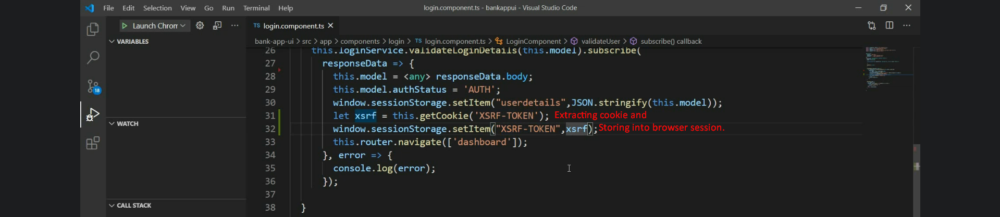 File Edit Selection View Go Run Terminal Help login.component.ts - bankappui - Visual Studio Code
Launch Chrom
TS login.component.ts
VARIABLES
bank-app-ui > src > app > components > login > TS login.component.ts > LoginComponent > validateUser > subscribe() callback
26 this.loginService.validateLoginDetails(this.model).subscribe(
27 responseData => {
28 this.model = <any> responseData.body;
18
29 this.model.authStatus = 'AUTH';
30 window.sessionStorage.setItem("userdetails",JSON.stringify(this.model));
31 let xsrf = this.getCookie('XSRF-TOKEN'); Extracting cookie and
WATCH
32 window.sessionStorage.setItem("XSRF-TOKEN",xsrf); Storing into browser session.
33 this.router.navigate(['dashboard']);
34 }, error => {
35 console.log(error);
36 });
37
CALL STACK
38 }